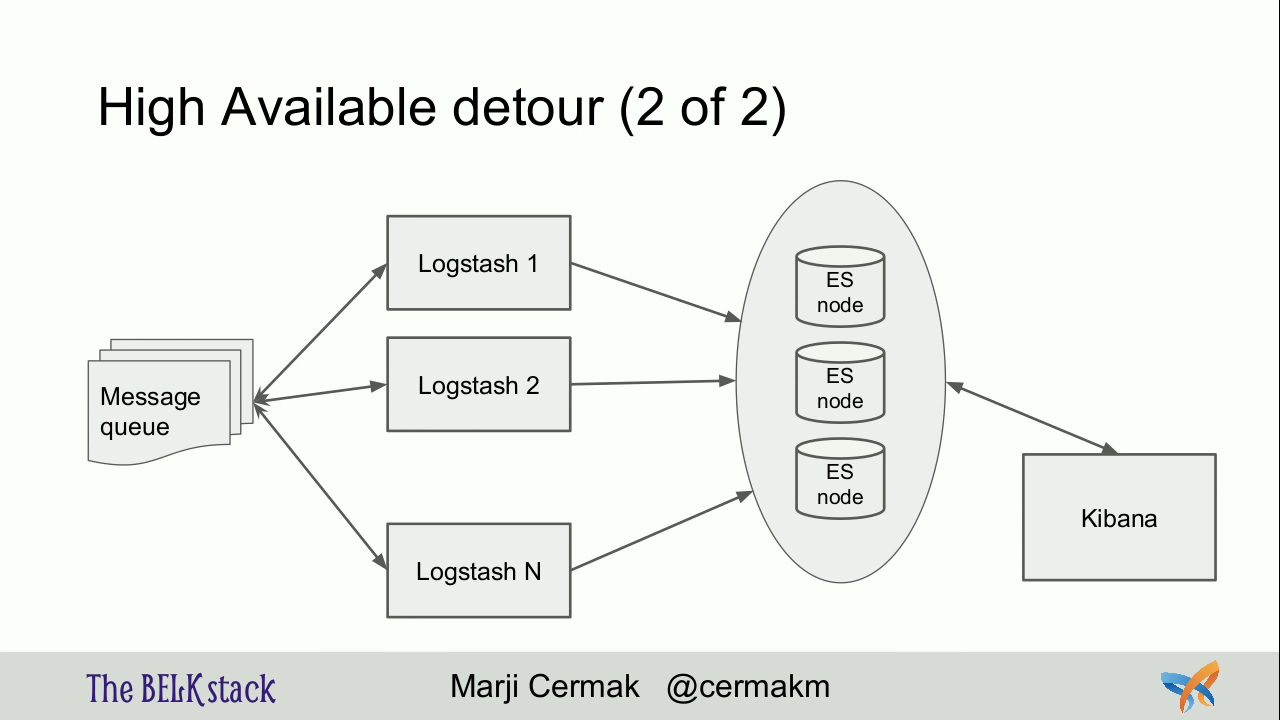 High Available detour (2 of 2)
Logstash 1
Logstash 2
Logstash N
Message
queue
ES
node
ES
node
ES
node
Kibana
The BELK stack
Marji Cermak @cermakm